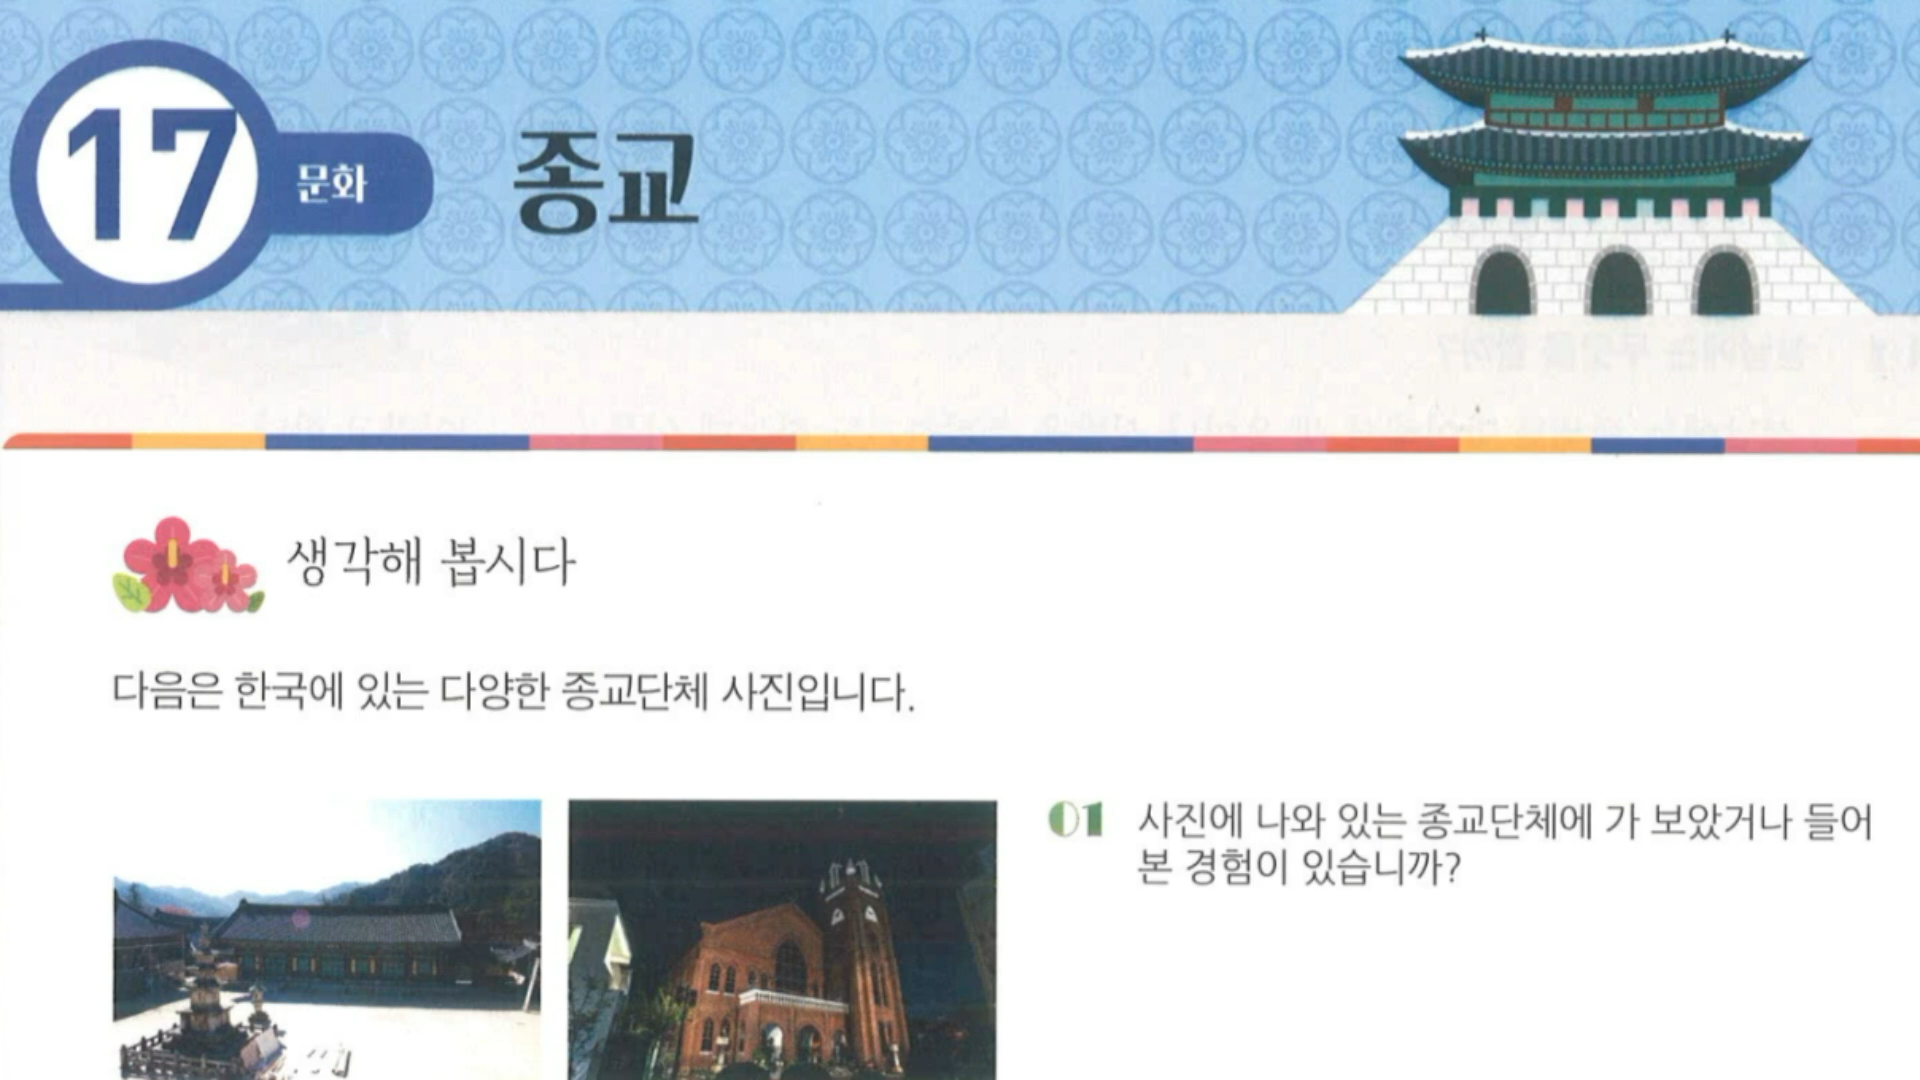 17
문화
종교
생각해 봅시다
다음은 한국에 있는 다양한 종교단체 사진입니다.
01 사진에 나와 있는 종교단체에 가 보았거나 들어
본 경험이 있습니까?